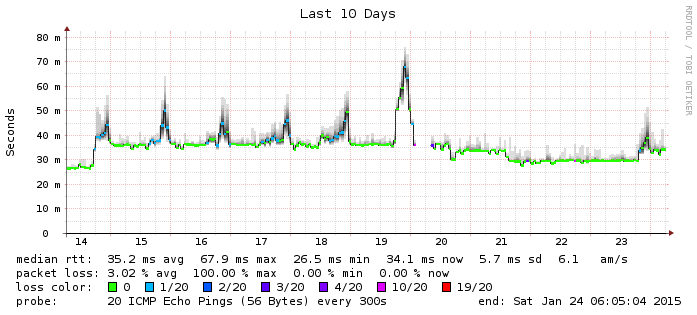 Last 10 Days
RRDTOOL / TOBI OETIKER
Seconds
80 m
70 m
60 m
50 m
40 m
30 m
20 m
10 m
0
14 15 16 17 18 19 20 21 22 23
median rtt: 35.2 ms avg 67.9 ms max 26.5 ms min 34.1 ms now 5.7 ms sd 6.1 am/s
packet loss: 3.02 % avg 100.00 % max 0.00 % min 0.00 % now
loss color: 0 1/20 2/20 3/20 4/20 10/20 19/20
probe: 20 ICMP Echo Pings (56 Bytes) every 300s end: Sat Jan 24 06:05:04 2015